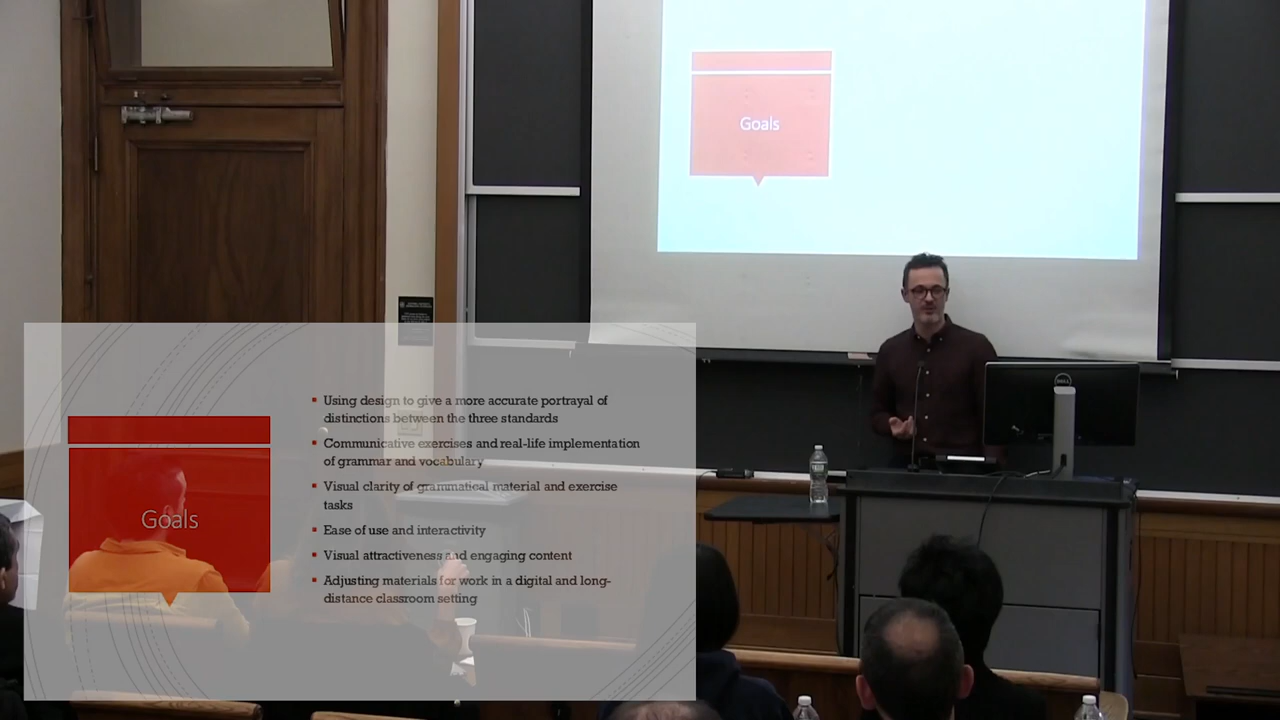 Goals
DELL
Goals
Using design to give a more accurate portrayal of
distinctions between the three standards
Communicative exercises and real-life implementation
of grammar and vocabulary
Visual clarity of grammatical material and exercise
tasks
Ease of use and interactivity
Visual attractiveness and engaging content
Adjusting materials for work in a digital and long-
distance classroom setting